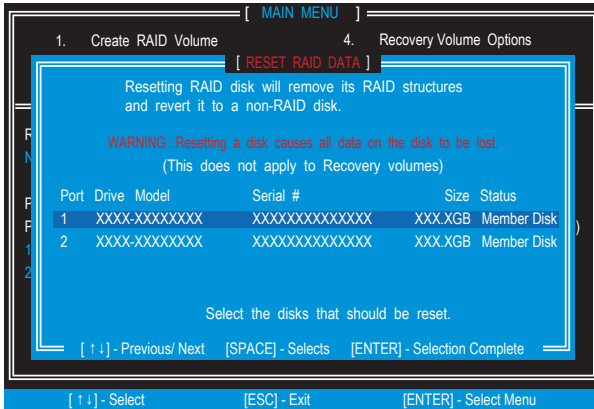 [ MAIN MENU ]
1. Create RAID Volume 4. Recovery Volume Options
[ RESET RAID DATA ]
Resetting RAID disk will remove its RAID structures
and revert it to a non-RAID disk.
WARNING : Resetting a disk causes all data on the disk to be lost.
(This does not apply to Recovery volumes)
Port Drive Model Serial # Size Status
1 XXXX-XXXXXXXX XXXXXXXXXXXXXX XXX.XGB Member Disk
2 XXXX-XXXXXXXX XXXXXXXXXXXXXX XXX.XGB Member Disk
Select the disks that should be reset.
[ ↑↓] - Previous/ Next [SPACE] - Selects [ENTER] - Selection Complete
[ ↑↓] - Select [ESC] - Exit [ENTER] - Select Menu